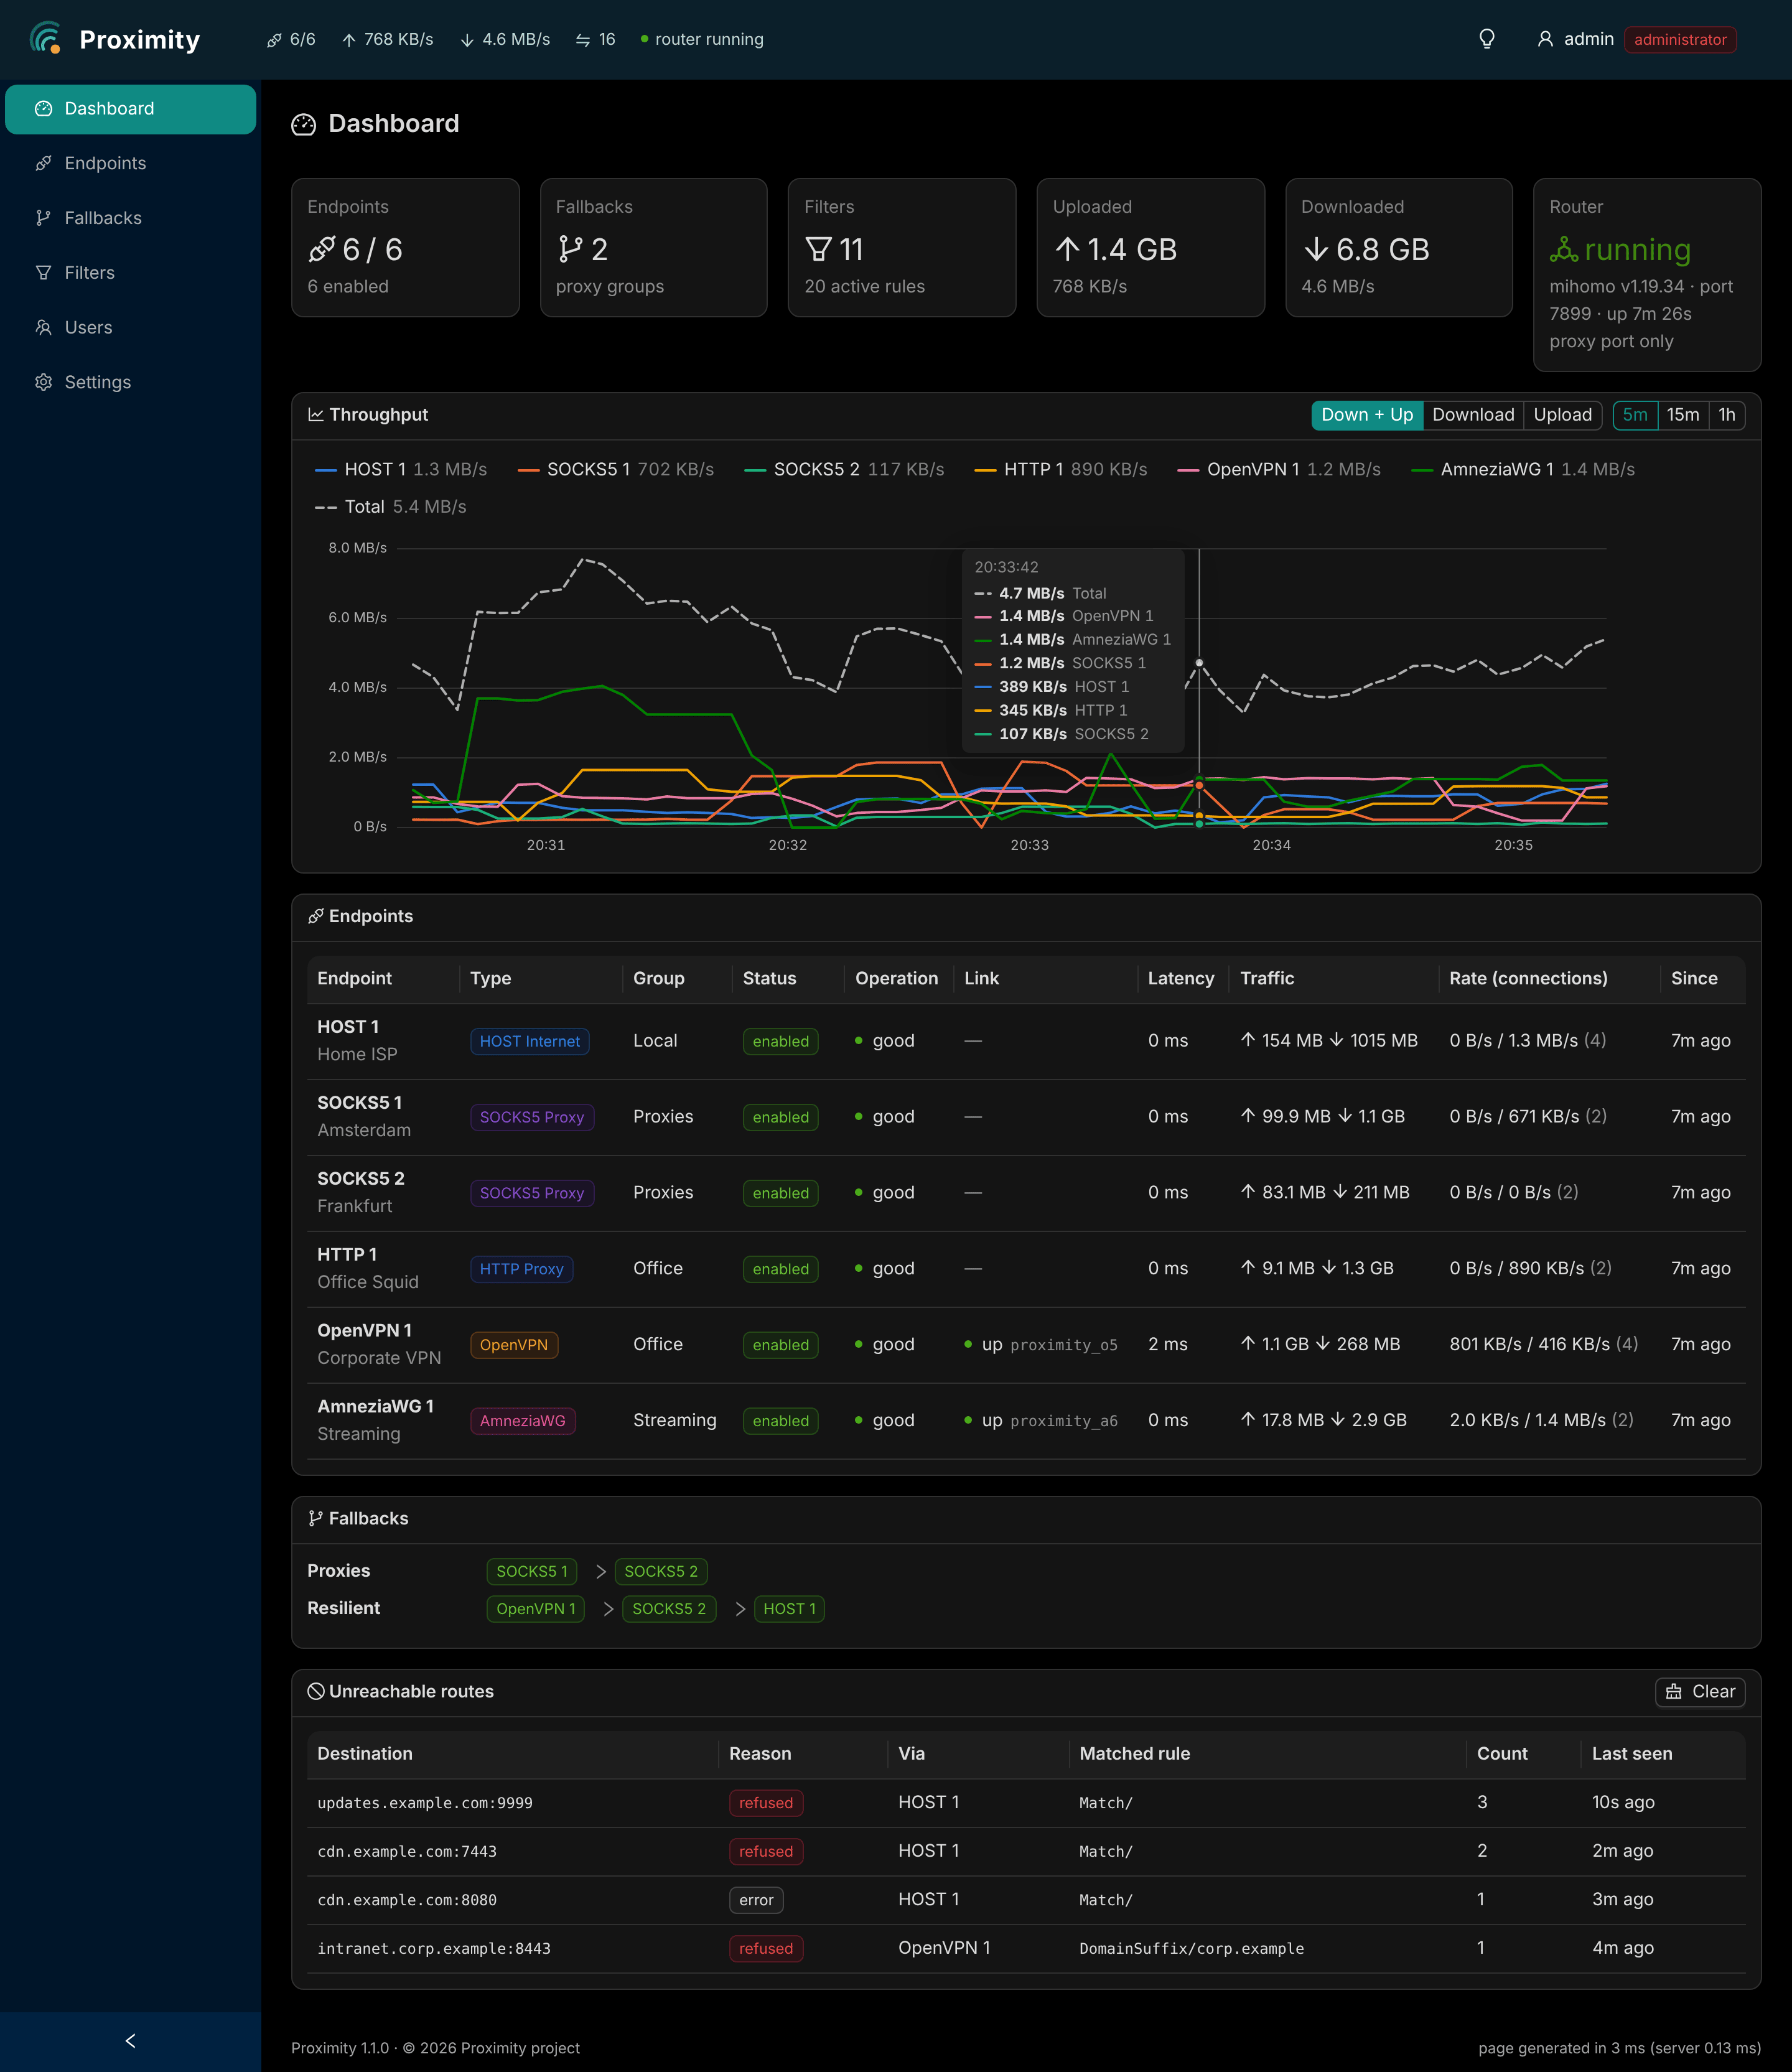 Proximity
6/6 768 KB/s 4.6 MB/s 16 router running
admin administrator
Dashboard
Endpoints
Fallbacks
Filters
Users
Settings
Dashboard
Endpoints
6 / 6
6 enabled
Fallbacks
2
proxy groups
Filters
11
20 active rules
Uploaded
1.4 GB
768 KB/s
Downloaded
6.8 GB
4.6 MB/s
Router
running
mihomo v1.19.34 · port
7899 · up 7m 26s
proxy port only
Throughput
Down + Up Download Upload 5m 15m 1h
HOST 1 1.3 MB/s SOCKS5 1 702 KB/s SOCKS5 2 117 KB/s HTTP 1 890 KB/s OpenVPN 1 1.2 MB/s AmneziaWG 1 1.4 MB/s
Total 5.4 MB/s
8.0 MB/s
6.0 MB/s
4.0 MB/s
2.0 MB/s
0 B/s
20:33:42
4.7 MB/s Total
1.4 MB/s OpenVPN 1
1.4 MB/s AmneziaWG 1
1.2 MB/s SOCKS5 1
389 KB/s HOST 1
345 KB/s HTTP 1
107 KB/s SOCKS5 2
20:31 20:32 20:33 20:34 20:35
Endpoints
Endpoint Type Group Status Operation Link Latency Traffic Rate (connections) Since
HOST 1
Home ISP
HOST Internet Local enabled good — 0 ms ↑ 154 MB ↓ 1015 MB 0 B/s / 1.3 MB/s (4) 7m ago
SOCKS5 1
Amsterdam
SOCKS5 Proxy Proxies enabled good — 0 ms ↑ 99.9 MB ↓ 1.1 GB 0 B/s / 671 KB/s (2) 7m ago
SOCKS5 2
Frankfurt
SOCKS5 Proxy Proxies enabled good — 0 ms ↑ 83.1 MB ↓ 211 MB 0 B/s / 0 B/s (2) 7m ago
HTTP 1
Office Squid
HTTP Proxy Office enabled good — 0 ms ↑ 9.1 MB ↓ 1.3 GB 0 B/s / 890 KB/s (2) 7m ago
OpenVPN 1
Corporate VPN
OpenVPN Office enabled good up proximity_o5 2 ms ↑ 1.1 GB ↓ 268 MB 801 KB/s / 416 KB/s (4) 7m ago
AmneziaWG 1
Streaming
AmneziaWG Streaming enabled good up proximity_a6 0 ms ↑ 17.8 MB ↓ 2.9 GB 2.0 KB/s / 1.4 MB/s (2) 7m ago
Fallbacks
Proxies SOCKS5 1 > SOCKS5 2
Resilient OpenVPN 1 > SOCKS5 2 > HOST 1
Unreachable routes Clear
Destination Reason Via Matched rule Count Last seen
updates.example.com:9999 refused HOST 1 Match/ 3 10s ago
cdn.example.com:7443 refused HOST 1 Match/ 2 2m ago
cdn.example.com:8080 error HOST 1 Match/ 1 3m ago
intranet.corp.example:8443 refused OpenVPN 1 DomainSuffix/corp.example 1 4m ago
Proximity 1.1.0 · © 2026 Proximity project
page generated in 3 ms (server 0.13 ms)